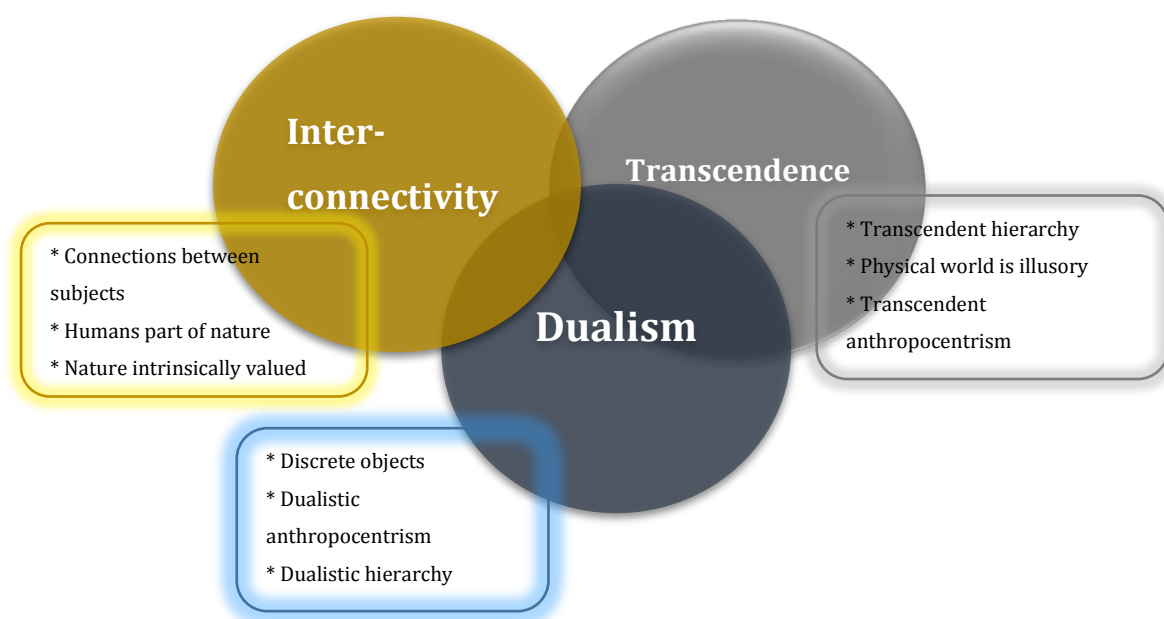 Inter-
connectivity
Transcendence
Dualism
* Connections between
subjects
* Humans part of nature
* Nature intrinsically valued
* Transcendent hierarchy
* Physical world is illusory
* Transcendent
anthropocentrism
* Discrete objects
* Dualistic
anthropocentrism
* Dualistic hierarchy